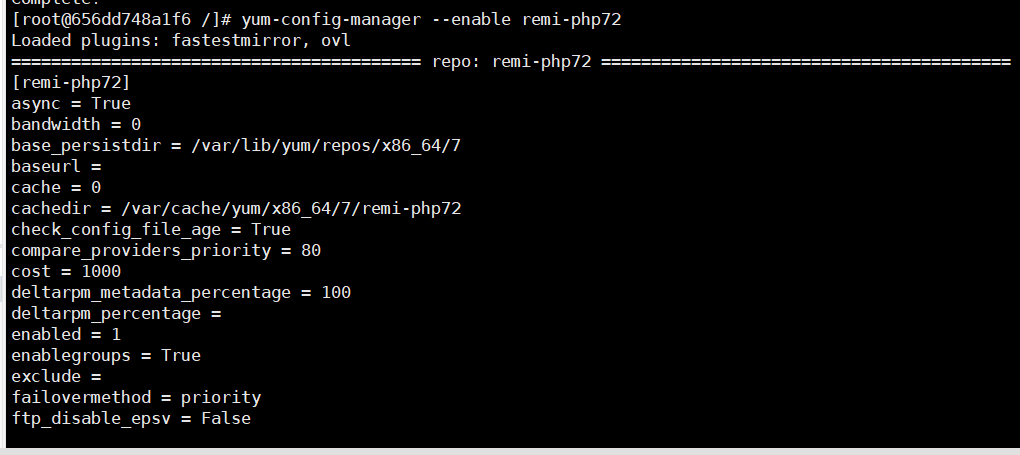 Complete!
[root@656dd748a1f6 /]# yum-config-manager --enable remi-php72
Loaded plugins: fastestmirror, ovl
========================================= repo: remi-php72 =========================================
[remi-php72]
async = True
bandwidth = 0
base_persistdir = /var/lib/yum/repos/x86_64/7
baseurl =
cache = 0
cachedir = /var/cache/yum/x86_64/7/remi-php72
check_config_file_age = True
compare_providers_priority = 80
cost = 1000
deltarpm_metadata_percentage = 100
deltarpm_percentage =
enabled = 1
enablegroups = True
exclude =
failovermethod = priority
ftp_disable_epsv = False